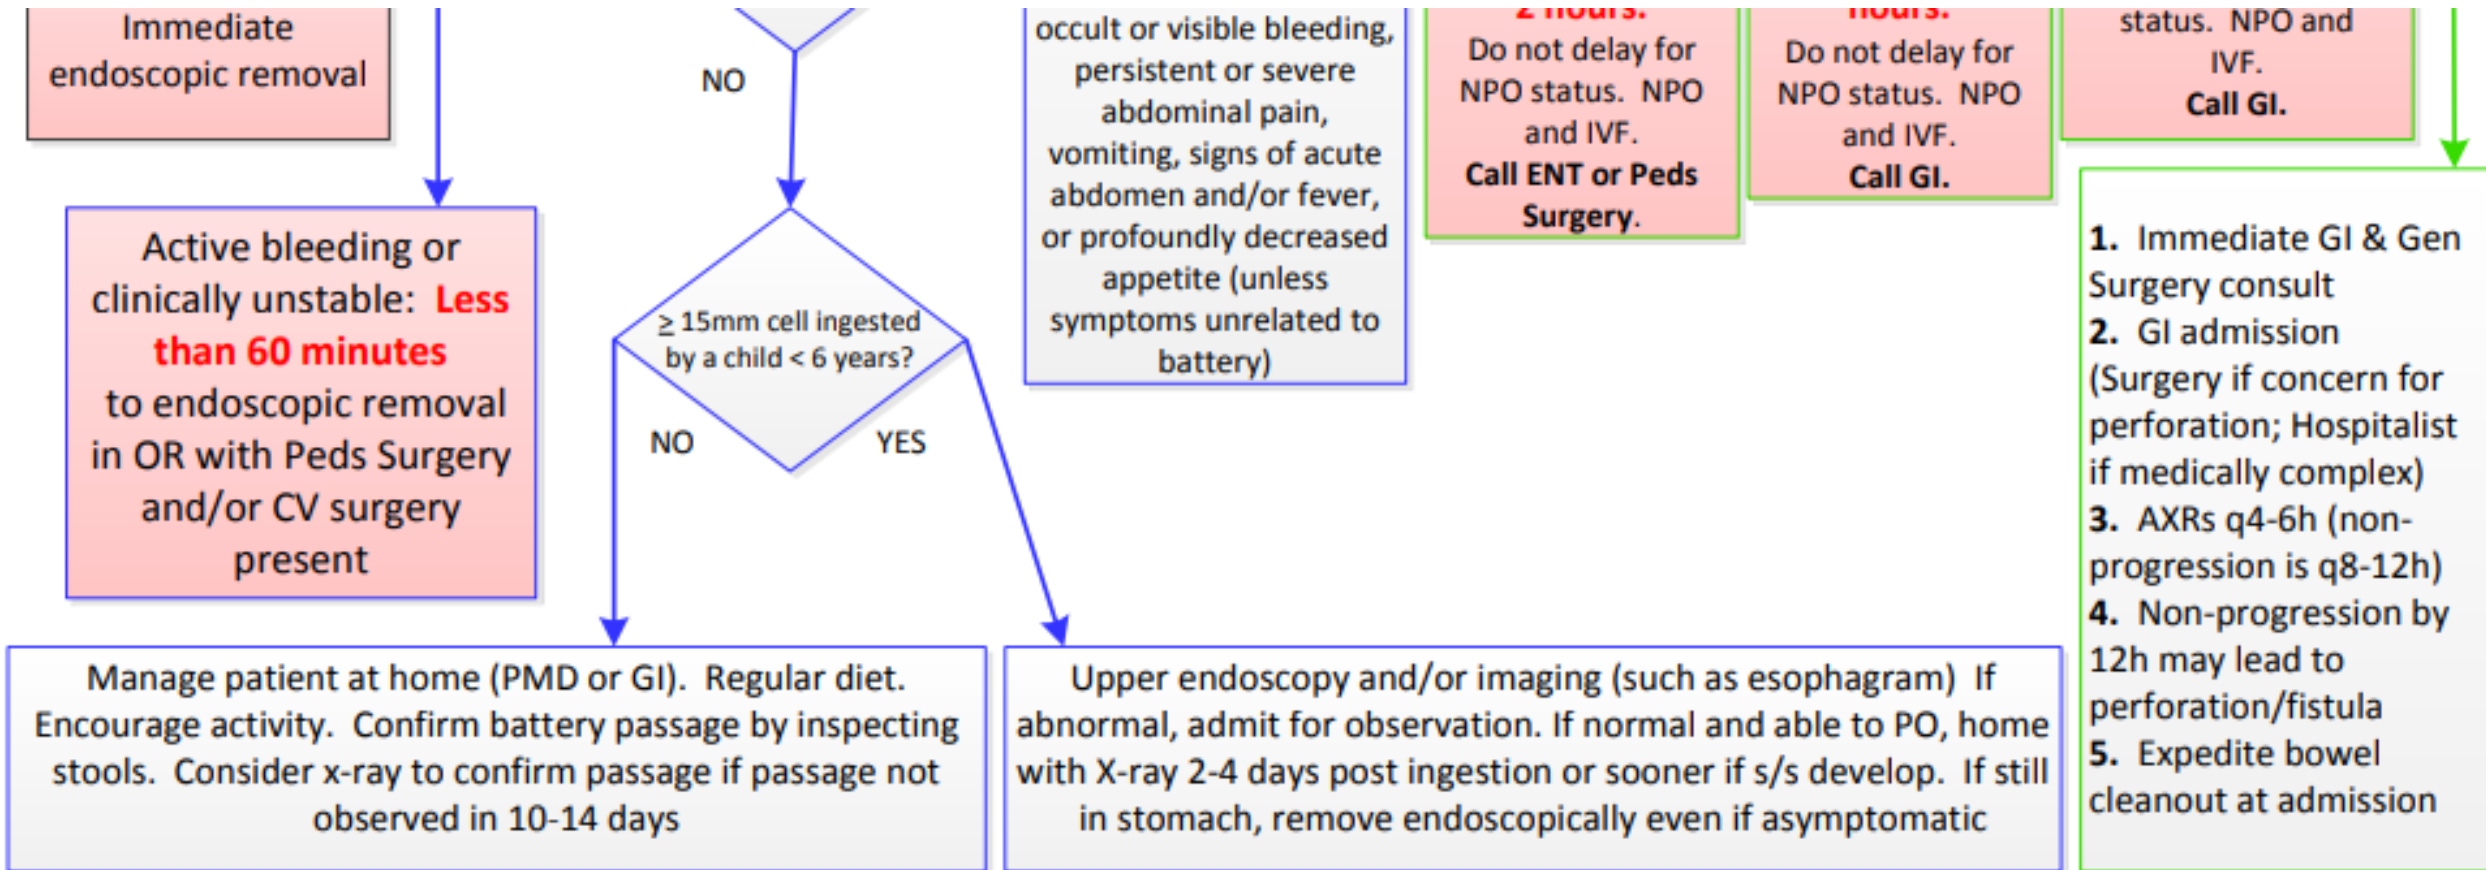 Immediate
endoscopic removal
NO
occult or visible bleeding,
persistent or severe
abdominal pain,
vomiting, signs of acute
abdomen and/or fever,
or profoundly decreased
appetite (unless
symptoms unrelated to
battery)
2 hours.
Do not delay for
NPO status.  NPO
and IVF.
Call ENT or Peds
Surgery.
hours.
Do not delay for
NPO status.  NPO
and IVF.
Call GI.
status.  NPO and
IVF.
Call GI.
Active bleeding or
clinically unstable:  Less
than 60 minutes
to endoscopic removal
in OR with Peds Surgery
and/or CV surgery
present
≥ 15mm cell ingested
by a child < 6 years?
NO
YES
Manage patient at home (PMD or GI).  Regular diet.
Encourage activity.  Confirm battery passage by inspecting
stools.  Consider x-ray to confirm passage if passage not
observed in 10-14 days
Upper endoscopy and/or imaging (such as esophagram)  If
abnormal, admit for observation. If normal and able to PO, home
with X-ray 2-4 days post ingestion or sooner if s/s develop.  If still
in stomach, remove endoscopically even if asymptomatic
1.  Immediate GI & Gen
Surgery consult
2.  GI admission
(Surgery if concern for
perforation; Hospitalist
if medically complex)
3.  AXRs q4-6h (non-
progression is q8-12h)
4.  Non-progression by
12h may lead to
perforation/fistula
5.  Expedite bowel
cleanout at admission